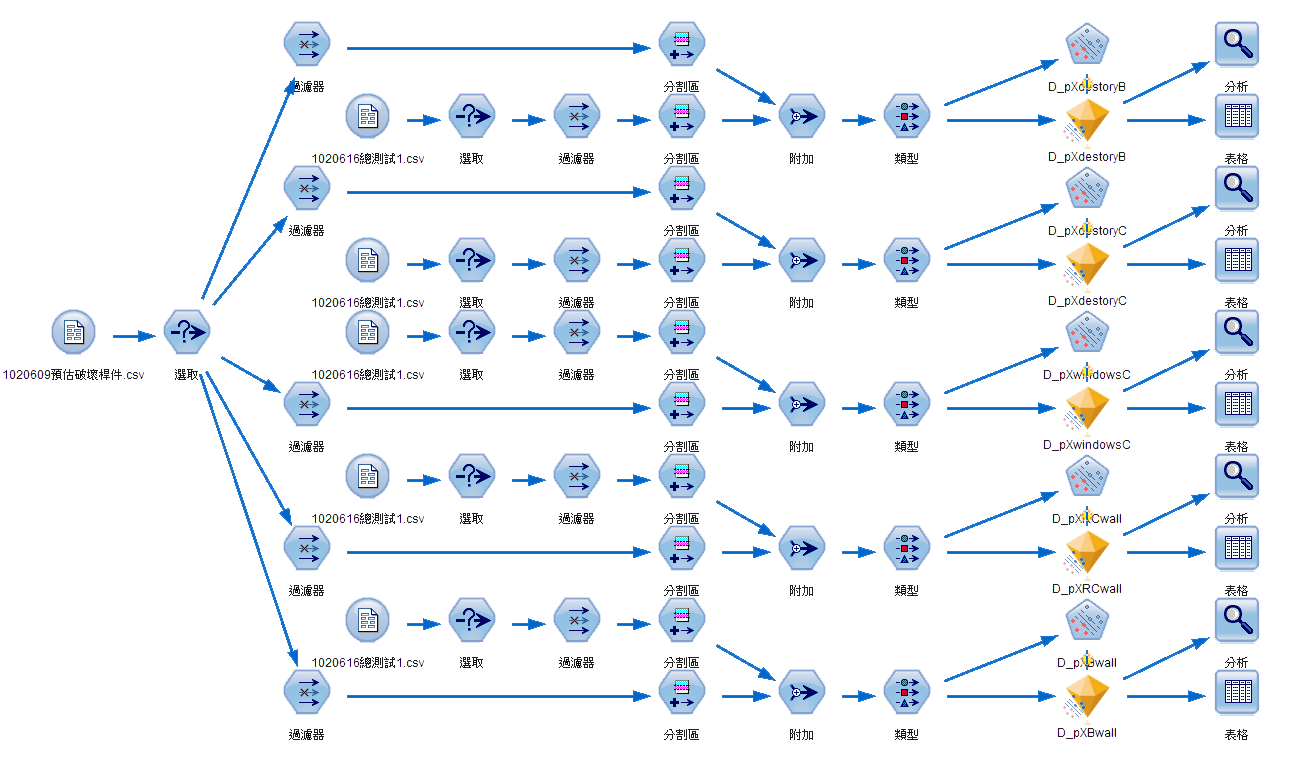 過濾器
分割區
D_pXdestoryB
分析
1020616總測試1.csv
選取
過濾器
分割區
附加
類型
D_pXdestoryB
表格
過濾器
分割區
D_pXdestoryC
分析
1020616總測試1.csv
選取
過濾器
分割區
附加
類型
D_pXdestoryC
表格
1020609預估破壞桿件.csv
選取
1020616總測試1.csv
選取
過濾器
分割區
D_pXwindowsC
分析
過濾器
分割區
附加
類型
D_pXwindowsC
表格
1020616總測試1.csv
選取
過濾器
分割區
D_pXRCwall
分析
過濾器
分割區
附加
類型
D_pXRCwall
表格
1020616總測試1.csv
選取
過濾器
分割區
D_pXBwall
分析
過濾器
分割區
附加
類型
D_pXBwall
表格